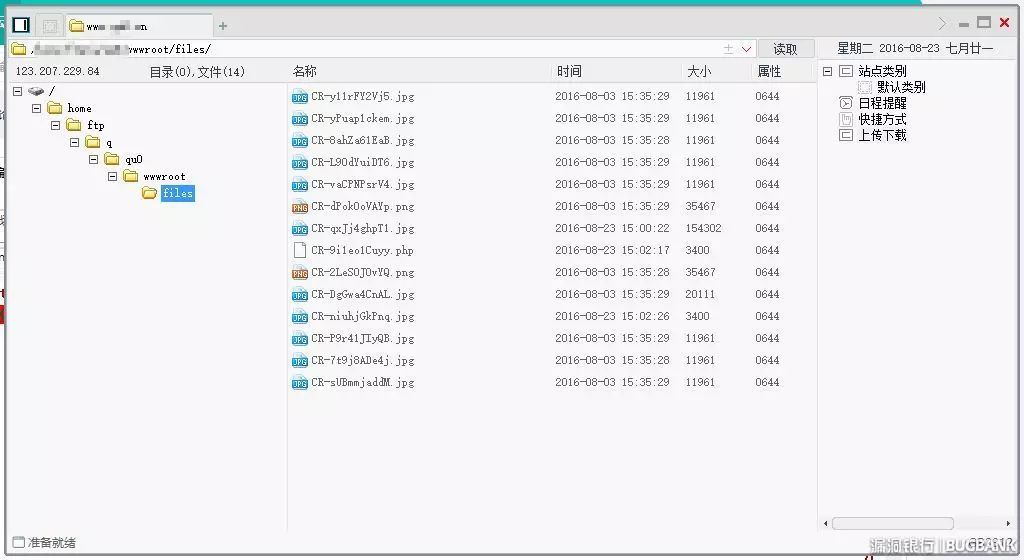 wwwroot/files/
读取
星期二 2016-08-23 七月廿一
123.207.229.84
目录(0),文件(14)
名称 时间 大小 属性
/
home
ftp
q
qu0
wwwroot
files
CR-y11rFY2Vj5.jpg 2016-08-03 15:35:29 11961 0644
CR-yPuap1ckem.jpg 2016-08-03 15:35:29 11961 0644
CR-8ahZa61EaB.jpg 2016-08-03 15:35:28 11961 0644
CR-L9OdYuiDT6.jpg 2016-08-03 15:35:29 11961 0644
CR-vaCPNPsrV4.jpg 2016-08-03 15:35:29 11961 0644
CR-dPokOoVAYp.png 2016-08-03 15:35:29 35467 0644
CR-qxJj4ghpT1.jpg 2016-08-23 15:00:22 154302 0644
CR-9i1eo1Cuyy.php 2016-08-23 15:02:17 3400 0644
CR-2LeSOJOvYQ.png 2016-08-03 15:35:28 35467 0644
CR-DgGwa4CnAL.jpg 2016-08-03 15:35:29 20111 0644
CR-niuhjGkPnq.jpg 2016-08-23 15:02:26 3400 0644
CR-P9r41JIyQB.jpg 2016-08-03 15:35:29 11961 0644
CR-7t9j8ADe4j.jpg 2016-08-03 15:35:28 11961 0644
CR-sUBmmjaddM.jpg 2016-08-03 15:35:29 11961 0644
站点类别
默认类别
日程提醒
快捷方式
上传下载
准备就绪
漏洞银行 | BUGBANK